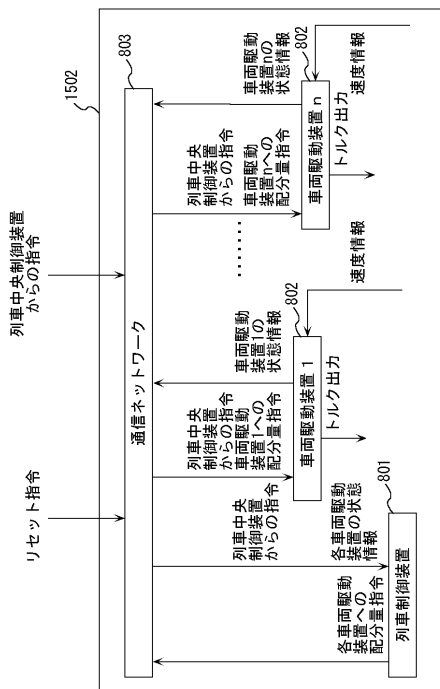 1502
リセット指令
列車中央制御装置
からの指令
通信ネットワーク
803
各車両駆動
装置への
配分量指令
各車両駆動
装置の状態
情報
列車中央
制御装置
からの指令
列車制御装置
801
列車中央
制御装置
からの指令
車両駆動
装置1への
配分量指令
車両駆動
装置1の
状態情報
車両駆動装置 1
802
トルク出力
速度情報
列車中央
制御装置
からの指令
車両駆動
装置nへの
配分量指令
車両駆動
装置nの
状態情報
車両駆動装置 n
802
トルク出力
速度情報